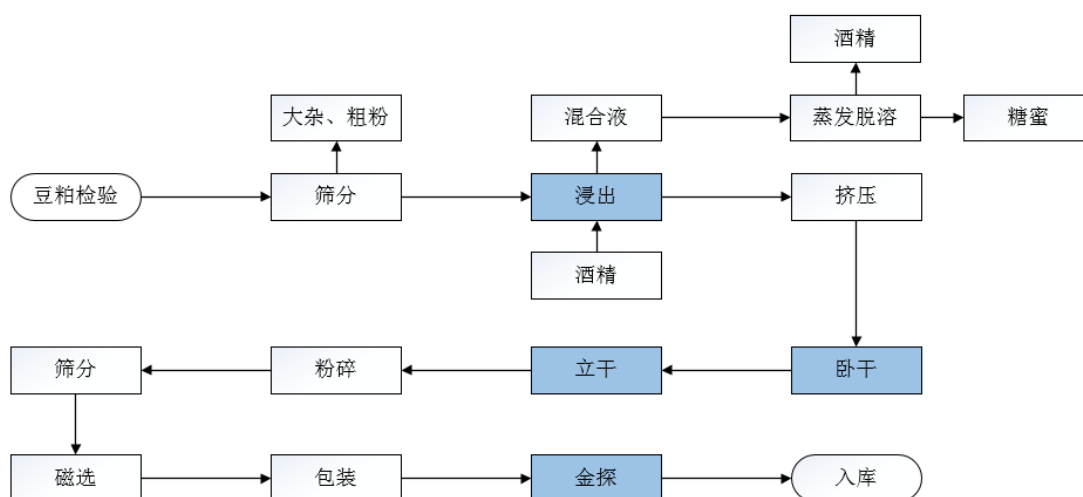 酒精
大杂、粗粉
混合液
蒸发脱溶
糖蜜
豆粕检验
筛分
浸出
挤压
酒精
筛分
粉碎
立干
卧干
磁选
包装
金探
入库